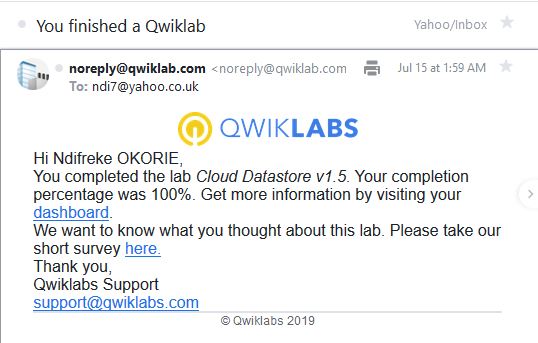 You finished a Qwiklab Yahoo/Inbox
noreply@qwiklab.com <noreply@qwiklab.com Jul 15 at 1:59 AM
To: ndi7@yahoo.co.uk
QWIKLABS
Hi Ndifreke OKORIE,
You completed the lab Cloud Datastore v1.5. Your completion
percentage was 100%. Get more information by visiting your
dashboard.
We want to know what you thought about this lab. Please take our
short survey here.
Thank you,
Qwiklabs Support
support@qwiklabs.com
© Qwiklabs 2019